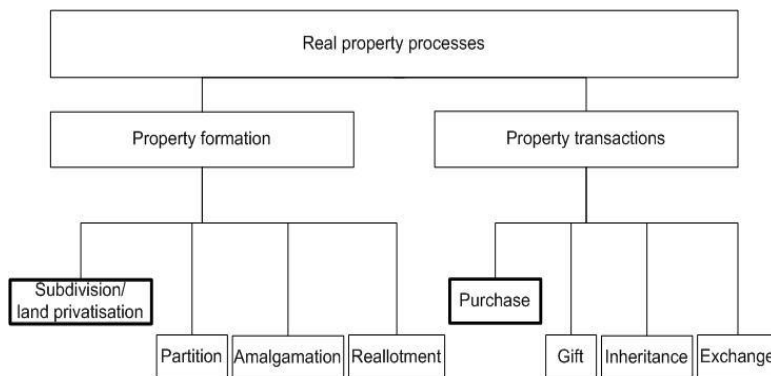 Real property processes
Property formation
Property transactions
Subdivision/
land privatisation
Purchase
Partition
Amalgamation
Reallotment
Gift
Inheritance
Exchange